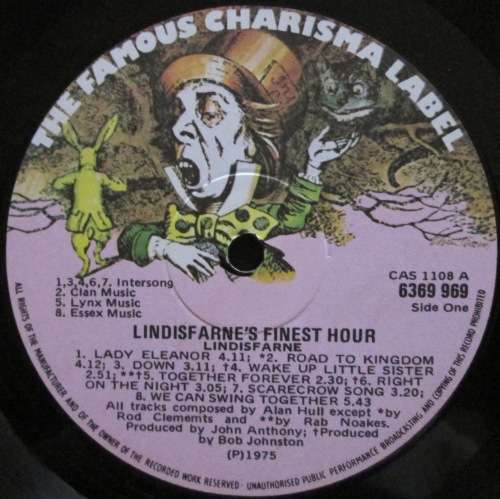 THE FAMOUS CHARISMA LABEL
1,3,4,6,7. Intersong
2. Clan Music
5. Lynx Music
8. Essex Music
CAS 1108 A
6369 969
Side One
LINDISFARNE'S FINEST HOUR
LINDISFARNE
1. LADY ELEANOR 4.11; *2. ROAD TO KINGDOM
4.12; 3. DOWN 3.11; †4. WAKE UP LITTLE SISTER
2.51; **†5. TOGETHER FOREVER 2.30; †6. RIGHT
ON THE NIGHT 3.05; 7. SCARECROW SONG 3.20;
8. WE CAN SWING TOGETHER 5.43
All tracks composed by Alan Hull except *by
Rod Clements and **by Rab Noakes.
Produced by John Anthony; †Produced
by Bob Johnston
(P)1975
ALL RIGHTS OF THE MANUFACTURER AND OF THE OWNER OF THE RECORDED WORK RESERVED - UNAUTHORISED PUBLIC PERFORMANCE BROADCASTING AND COPYING OF THIS RECORD PROHIBITED